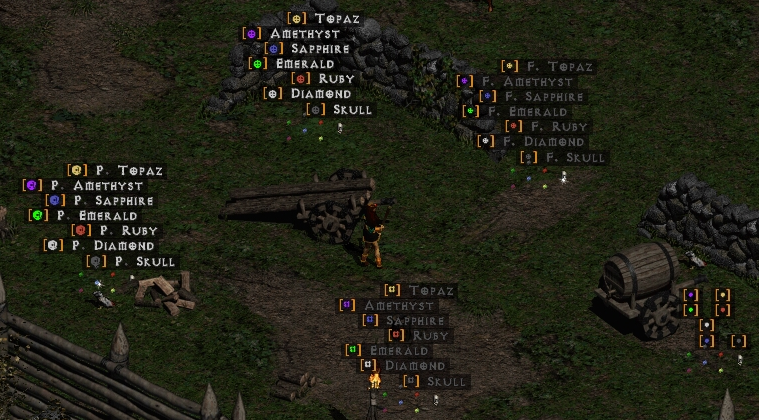 Topaz
Amethyst
Sapphire
Emerald
Ruby
Diamond
Skull
F. Topaz
F. Amethyst
F. Sapphire
F. Emerald
F. Ruby
F. Diamond
F. Skull
P. Topaz
P. Amethyst
P. Sapphire
P. Emerald
P. Ruby
P. Diamond
P. Skull
Topaz
Amethyst
Sapphire
Ruby
Emerald
Diamond
Skull